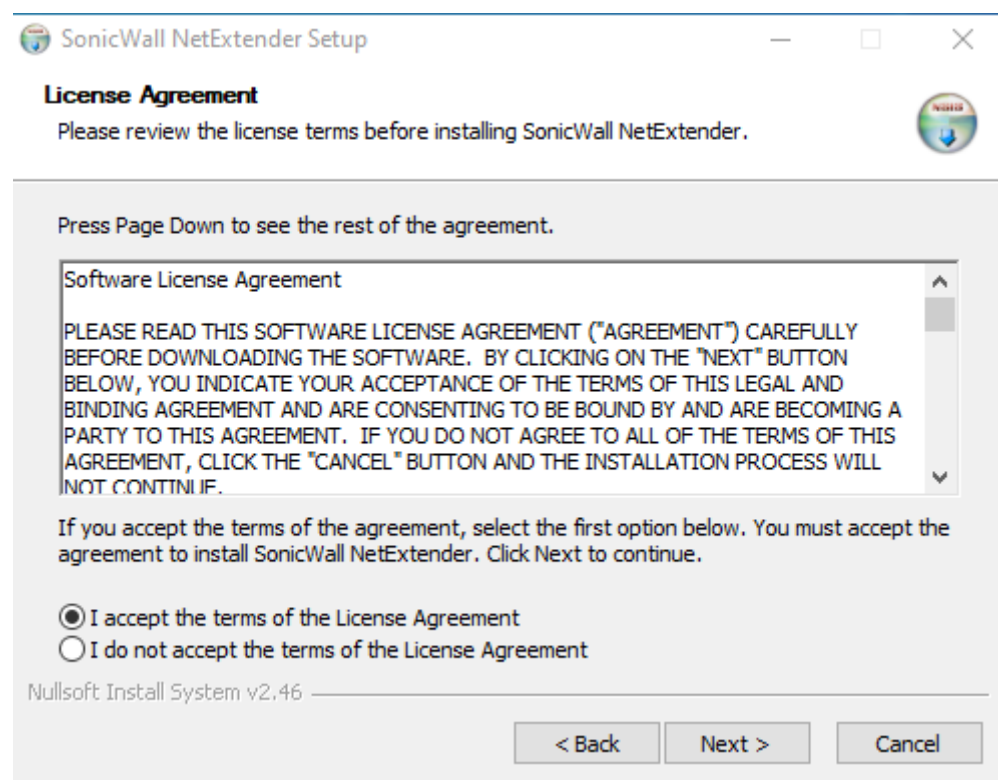 SonicWall NetExtender Setup
License Agreement
Please review the license terms before installing SonicWall NetExtender.
Press Page Down to see the rest of the agreement.
Software License Agreement
PLEASE READ THIS SOFTWARE LICENSE AGREEMENT ("AGREEMENT") CAREFULLY
BEFORE DOWNLOADING THE SOFTWARE.  BY CLICKING ON THE "NEXT" BUTTON
BELOW, YOU INDICATE YOUR ACCEPTANCE OF THE TERMS OF THIS LEGAL AND
BINDING AGREEMENT AND ARE CONSENTING TO BE BOUND BY AND ARE BECOMING A
PARTY TO THIS AGREEMENT.  IF YOU DO NOT AGREE TO ALL OF THE TERMS OF THIS
AGREEMENT, CLICK THE "CANCEL" BUTTON AND THE INSTALLATION PROCESS WILL
NOT CONTINUE.
If you accept the terms of the agreement, select the first option below. You must accept the
agreement to install SonicWall NetExtender. Click Next to continue.
I accept the terms of the License Agreement
I do not accept the terms of the License Agreement
Nullsoft Install System v2.46
< Back
Next >
Cancel